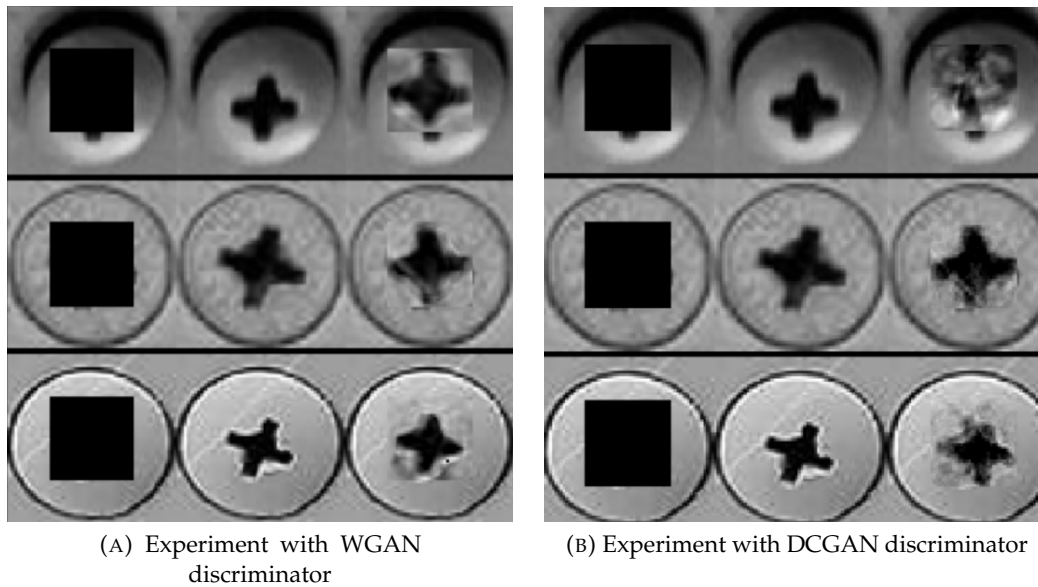 (A) Experiment with WGAN
discriminator
(B) Experiment with DCGAN discriminator